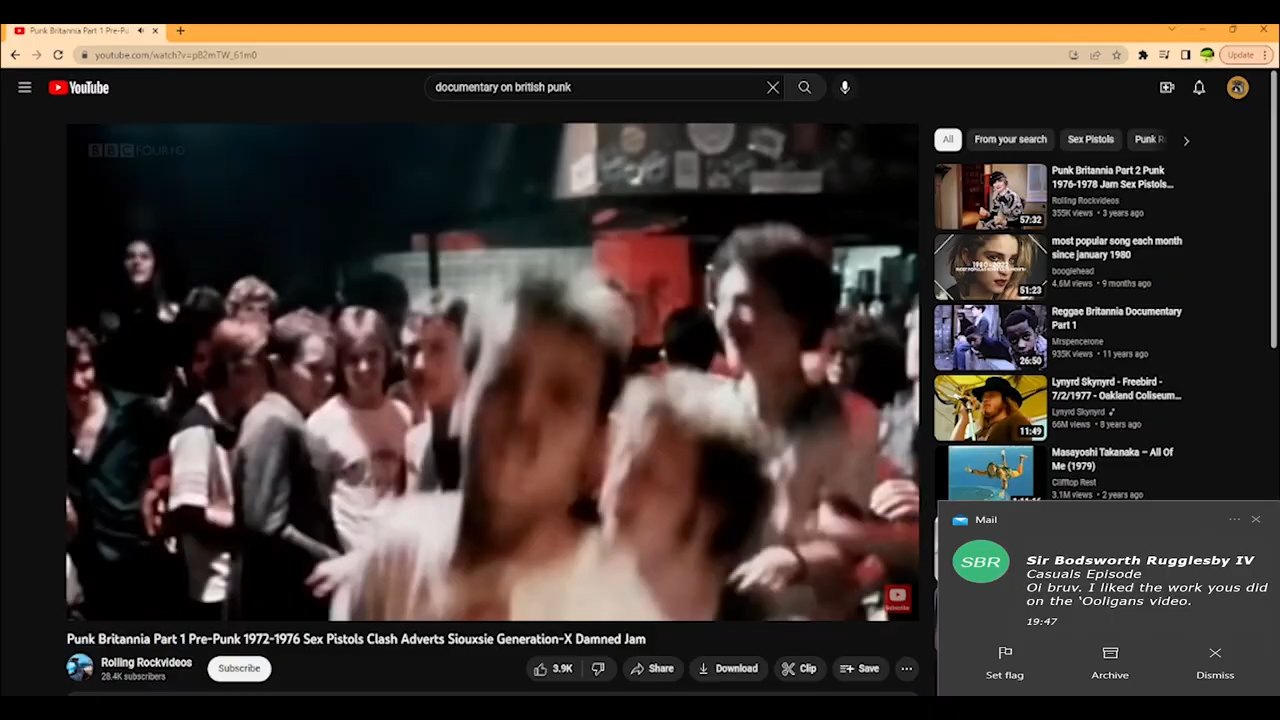 Punk Britannia Part 1 Pre-Pu
youtube.com/watch?v=pB2mTW_61m0
Update
YouTube
documentary on british punk
BBC FOUR HD
All
From your search
Sex Pistols
Punk R
Punk Britannia Part 2 Punk
1976-1978 Jam Sex Pistols...
Rolling Rockvideos
355K views • 3 years ago
57:32
most popular song each month
since january 1980
boogiehead
4.6M views • 9 months ago
51:23
Reggae Britannia Documentary
Part 1
Mrspencerone
935K views • 11 years ago
26:50
Lynyrd Skynyrd - Freebird -
7/2/1977 - Oakland Coliseum...
Lynyrd Skynyrd
66M views • 8 years ago
11:49
Masayoshi Takanaka – All Of
Me (1979)
Clifftop Rest
3.1M views • 2 years ago
Mail
SBR
Sir Bodsworth Rugglesby IV
Casuals Episode
Oi bruv. I liked the work yous did
on the 'Ooligans video.
19:47
Set flag
Archive
Dismiss
Subscribe
Punk Britannia Part 1 Pre-Punk 1972-1976 Sex Pistols Clash Adverts Siouxsie Generation-X Damned Jam
Rolling Rockvideos
28.4K subscribers
Subscribe
3.9K
Share
Download
Clip
Save